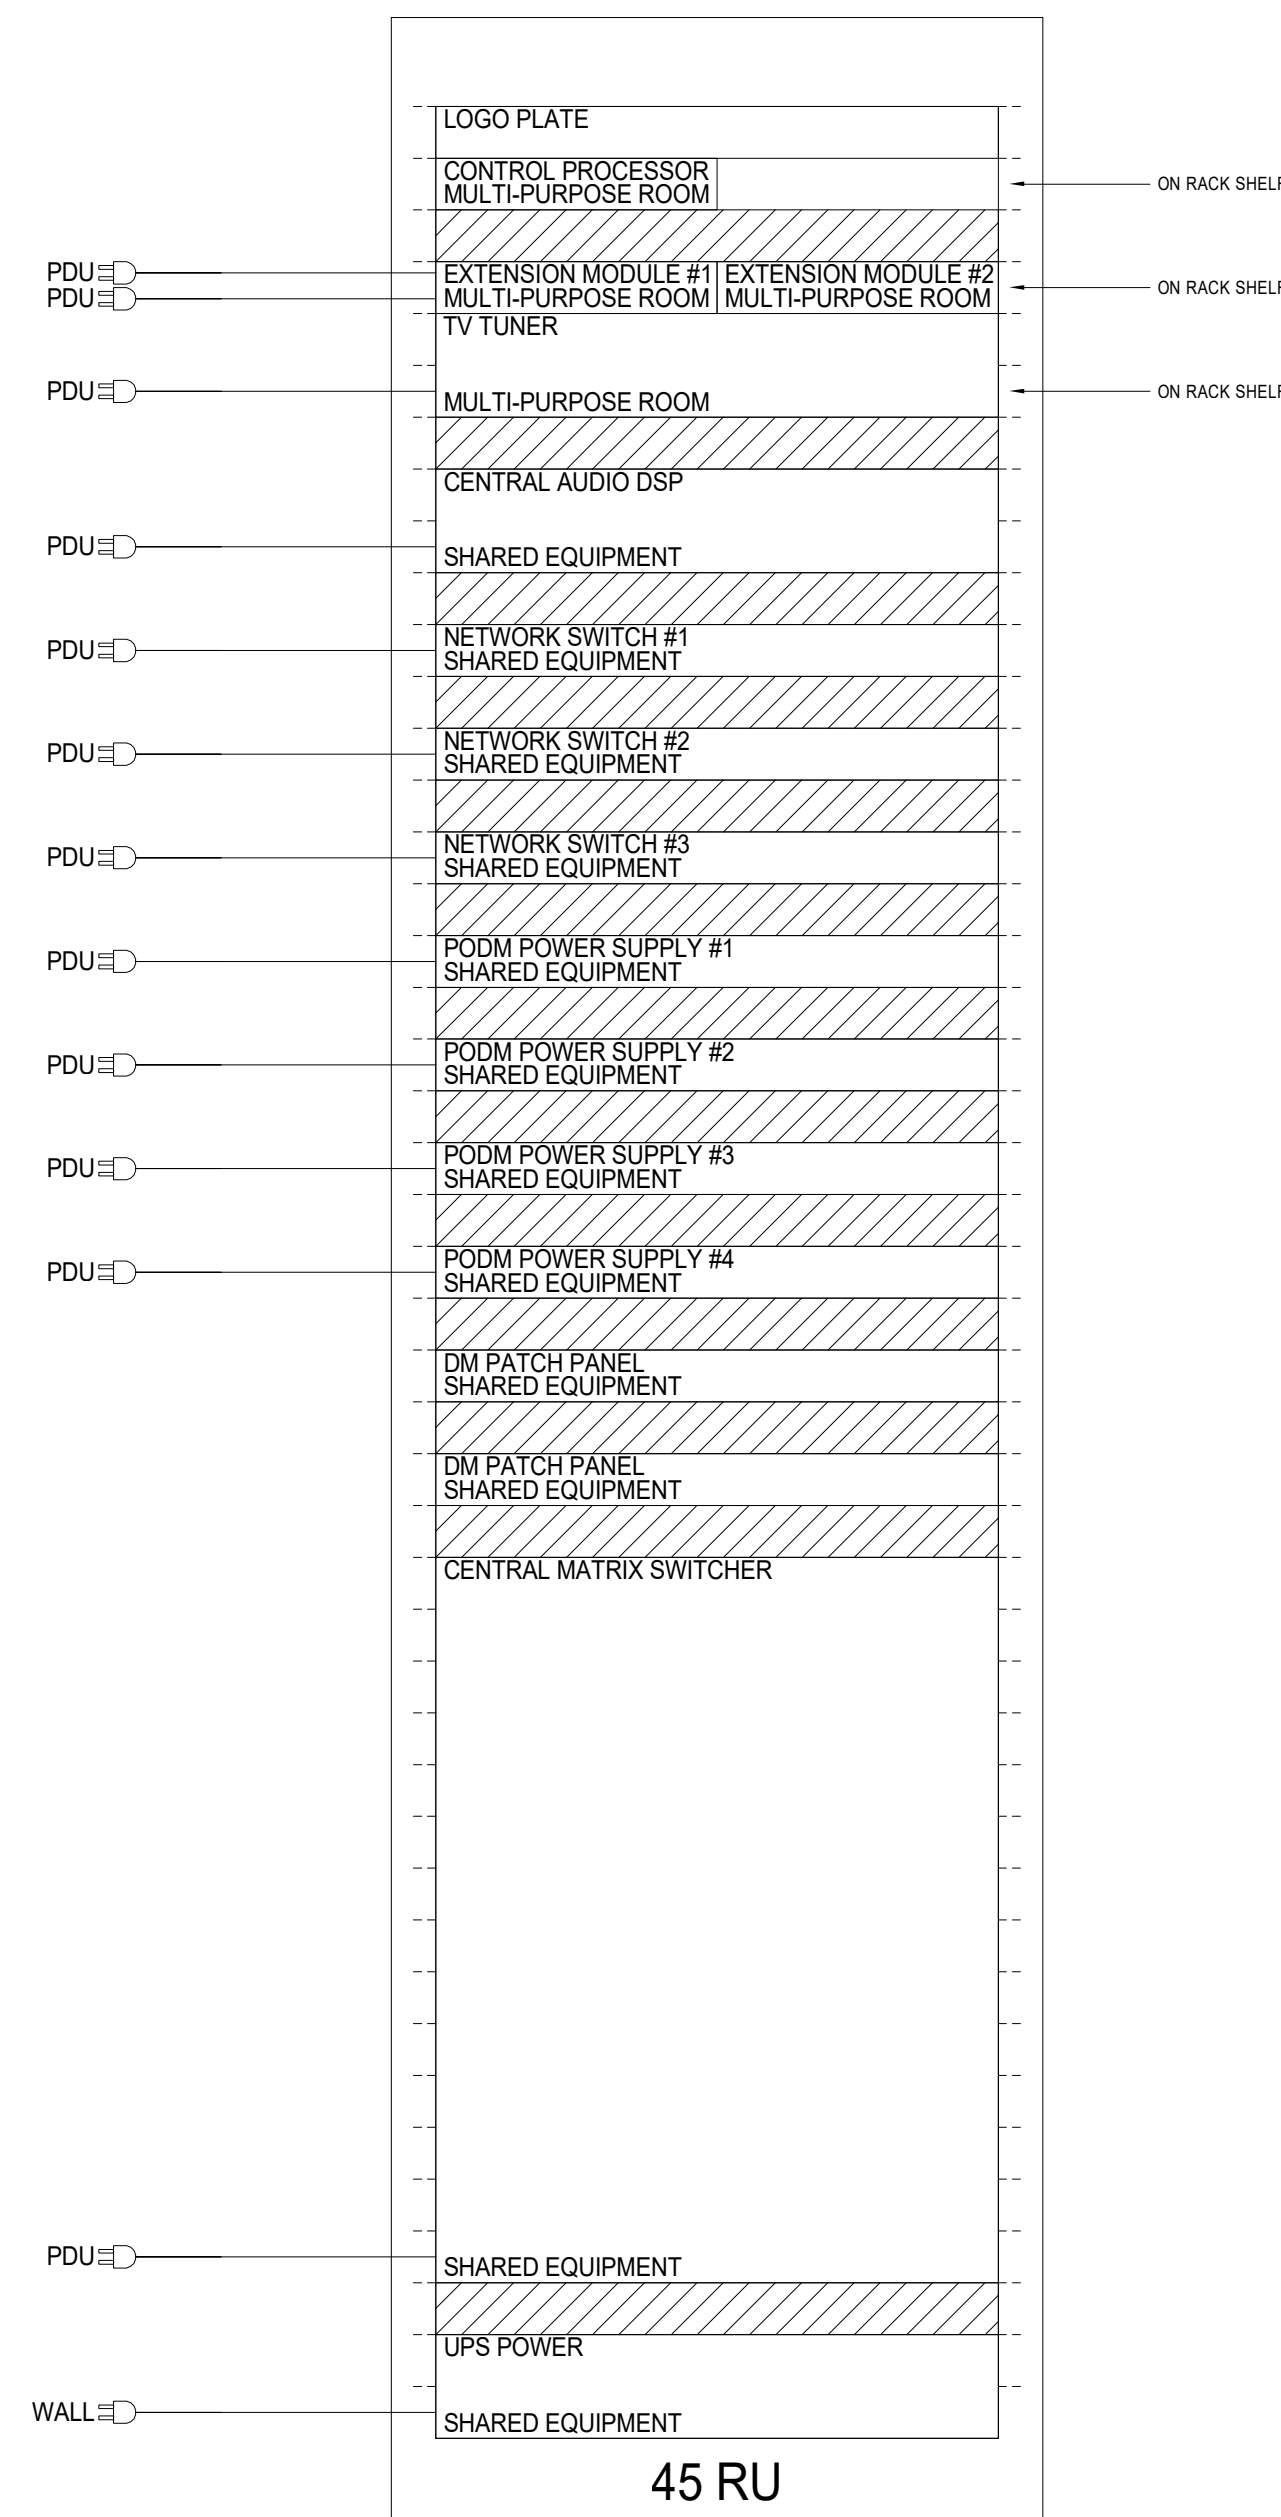 LOGO PLATE
CONTROL PROCESSOR
MULTI-PURPOSE ROOM
ON RACK SHELF
PDU
PDU
EXTENSION MODULE #1
MULTI-PURPOSE ROOM
EXTENSION MODULE #2
MULTI-PURPOSE ROOM
ON RACK SHELF
TV TUNER
PDU
MULTI-PURPOSE ROOM
ON RACK SHELF
CENTRAL AUDIO DSP
PDU
SHARED EQUIPMENT
PDU
NETWORK SWITCH #1
SHARED EQUIPMENT
PDU
NETWORK SWITCH #2
SHARED EQUIPMENT
PDU
NETWORK SWITCH #3
SHARED EQUIPMENT
PDU
PODM POWER SUPPLY #1
SHARED EQUIPMENT
PDU
PODM POWER SUPPLY #2
SHARED EQUIPMENT
PDU
PODM POWER SUPPLY #3
SHARED EQUIPMENT
PDU
PODM POWER SUPPLY #4
SHARED EQUIPMENT
DM PATCH PANEL
SHARED EQUIPMENT
DM PATCH PANEL
SHARED EQUIPMENT
CENTRAL MATRIX SWITCHER
PDU
SHARED EQUIPMENT
UPS POWER
WALL
SHARED EQUIPMENT
45 RU